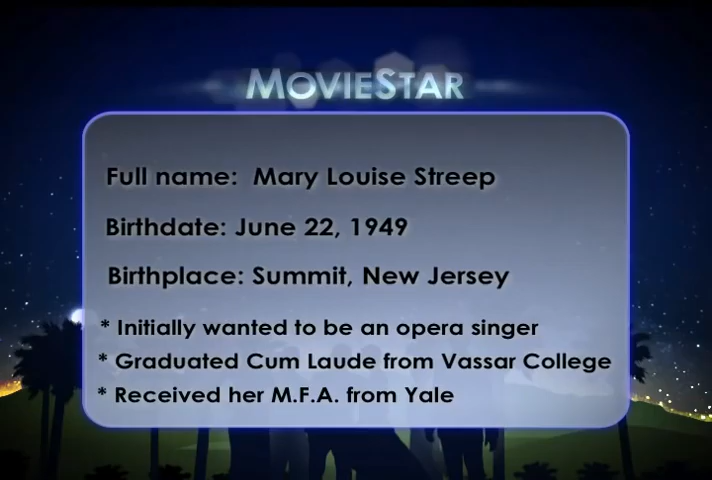 MOVIESTAR
Full name: Mary Louise Streep
Birthdate: June 22, 1949
Birthplace: Summit, New Jersey
* Initially wanted to be an opera singer
* Graduated Cum Laude from Vassar College
* Received her M.F.A. from Yale